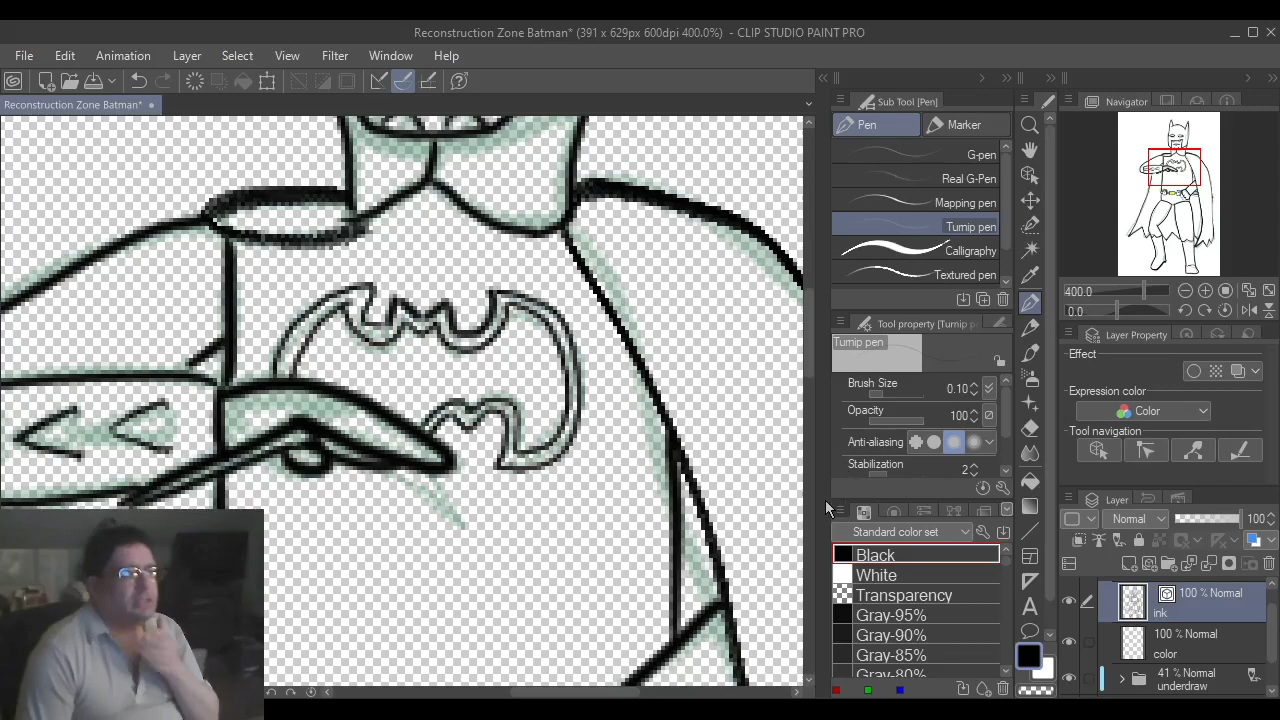 Reconstruction Zone Batman* (391 x 629px 600dpi 400.0%) - CLIP STUDIO PAINT PRO
File Edit Animation Layer Select View Filter Window Help
Reconstruction Zone Batman*
Sub Tool [Pen]
Navigator
Pen Marker
G-pen
Real G-Pen
Mapping pen
Turnip pen
Calligraphy
Textured pen
400.0
0.0
Tool property [Turnip p
Turnip pen
Layer Property
Effect
Brush Size 0.10
Expression color
Color
Opacity 100
Tool navigation
Anti-aliasing
Stabilization 2
Layer
Standard color set
Normal 100
Black
White
Transparency
Gray-95%
Gray-90%
Gray-85%
Gray-80%
100 % Normal
ink
100 % Normal
color
41 % Normal
underdraw